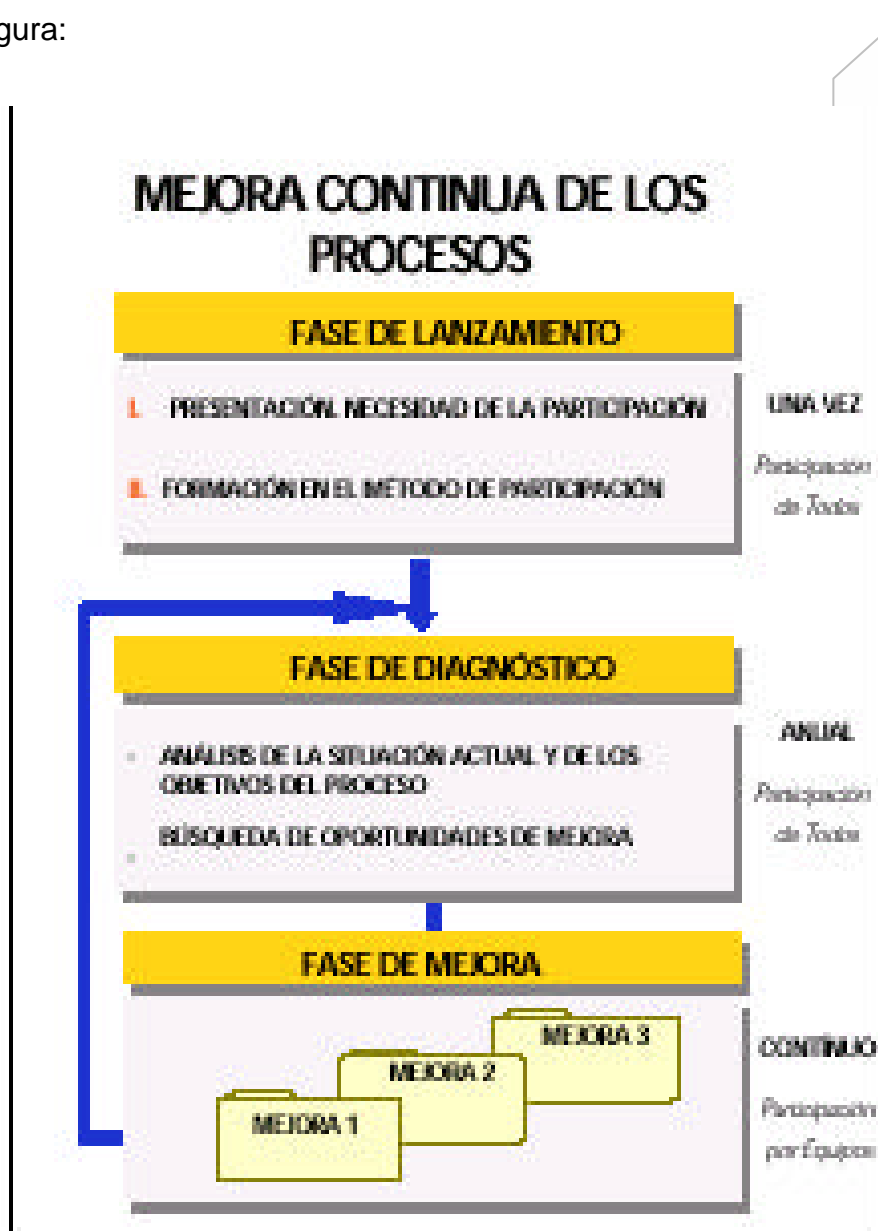 gura:
MEJORA CONTINUA DE LOS
PROCESOS
FASE DE LANZAMIENTO
I. PRESENTACIÓN. NECESIDAD DE LA PARTICIPACIÓN
II. FORMACIÓN EN EL MÉTODO DE PARTICIPACIÓN
UNA VEZ
Participación
de Todos
FASE DE DIAGNÓSTICO
ANÁLISIS DE LA SITUACIÓN ACTUAL Y DE LOS
OBJETIVOS DEL PROCESO
BÚSQUEDA DE OPORTUNIDADES DE MEJORA
ANUAL
Participación
de Todos
FASE DE MEJORA
MEJORA 1
MEJORA 2
MEJORA 3
CONTÍNUO
Participación
por Equipos